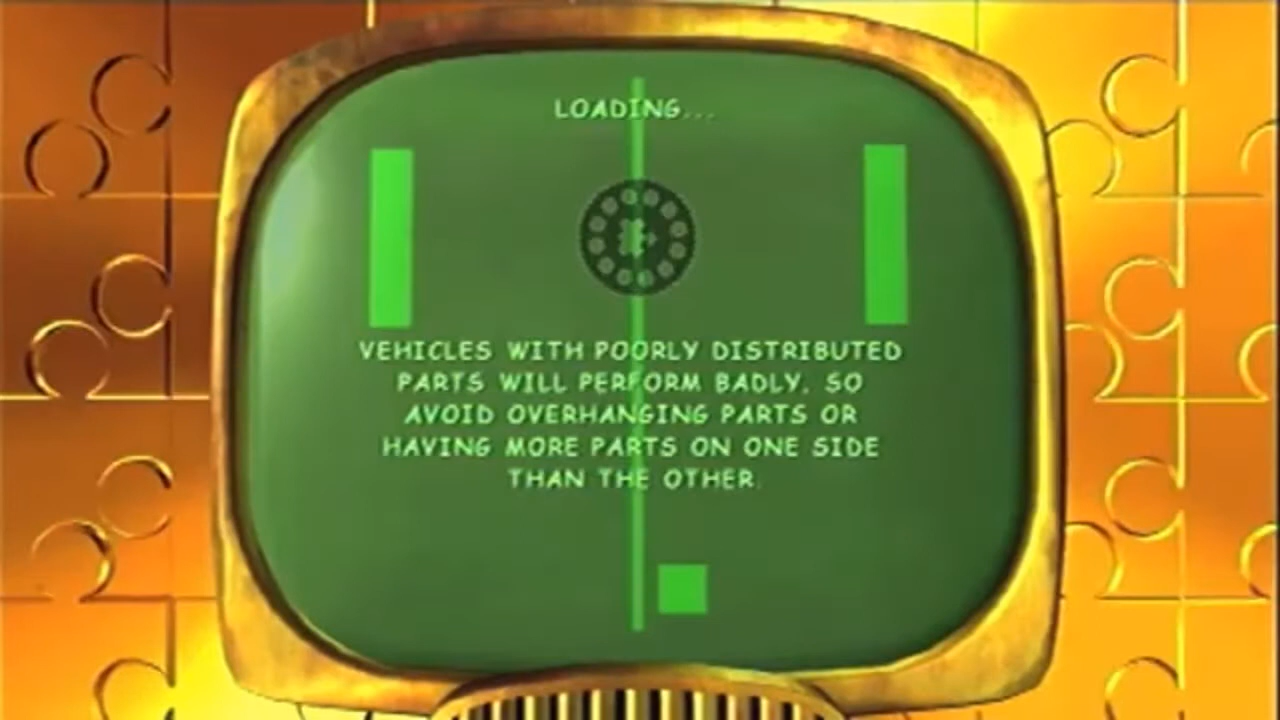 LOADING...
VEHICLES WITH POORLY DISTRIBUTED
PARTS WILL PERFORM BADLY. SO
AVOID OVERHANGING PARTS OR
HAVING MORE PARTS ON ONE SIDE
THAN THE OTHER.